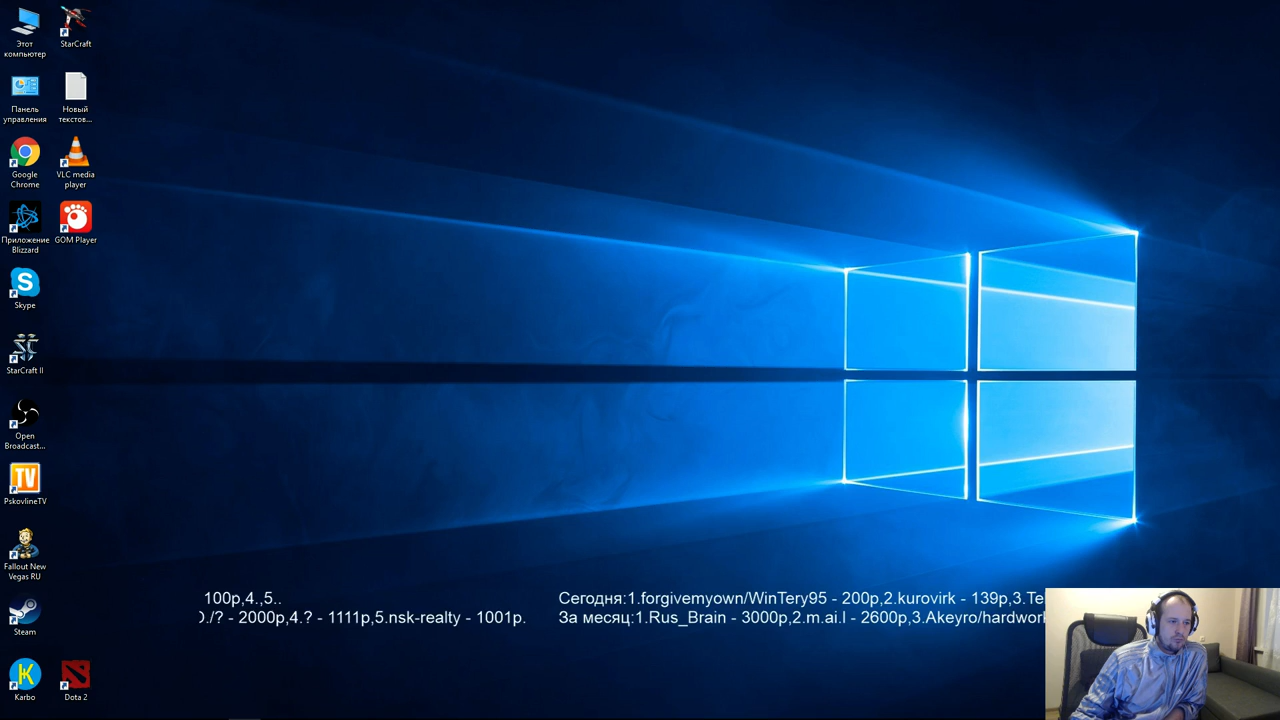 Этот
компьютер
StarCraft
Панель
управления
Новый
текстов...
Google
Chrome
VLC media
player
Приложение
Blizzard
GOM Player
Skype
StarCraft II
Open
Broadcast...
TV
PskovlineTV
Fallout New
Vegas RU
Steam
Karbo
Dota 2
100р,4.,5..
./? - 2000р,4.? - 1111р,5.nsk-realty - 1001р.
Сегодня:1.forgivemyown/WinTery95 - 200р,2.kurovirk - 139р,3.Te
За месяц:1.Rus_Brain - 3000р,2.m.ai.l - 2600р,3.Akeyro/hardwork